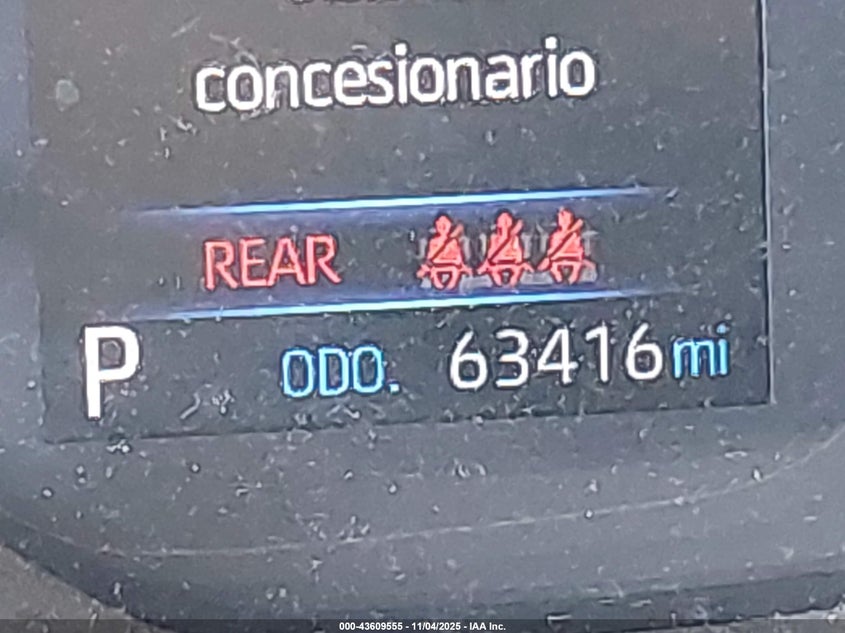 concesionario
REAR
P ODO. 63416 mi
000-43609555 - 11/04/2025 - IAA Inc.